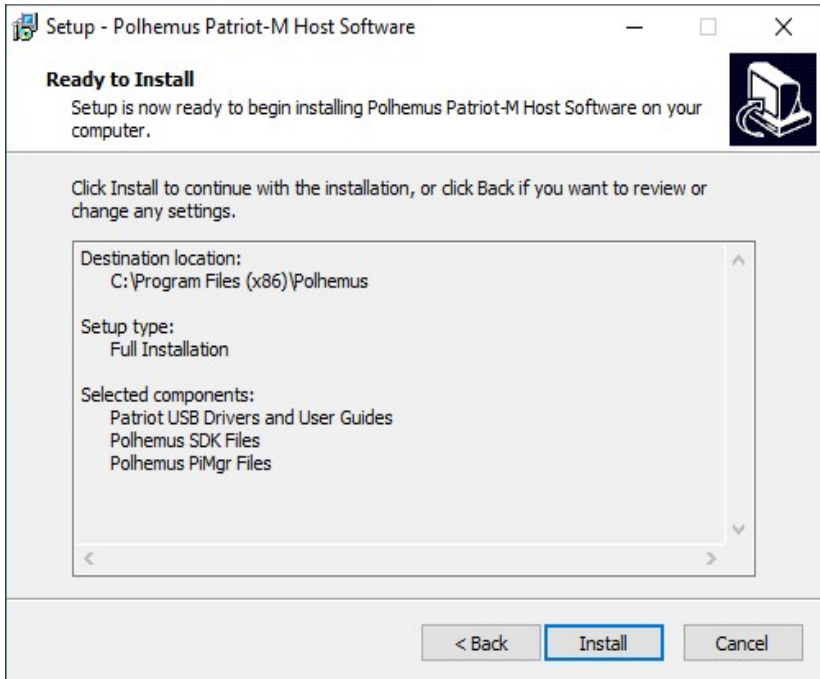 Setup - Polhemus Patriot-M Host Software
Ready to Install
Setup is now ready to begin installing Polhemus Patriot-M Host Software on your
computer.
Click Install to continue with the installation, or click Back if you want to review or
change any settings.
Destination location:
C:\Program Files (x86)\Polhemus
Setup type:
Full Installation
Selected components:
Patriot USB Drivers and User Guides
Polhemus SDK Files
Polhemus PiMgr Files
< Back
Install
Cancel